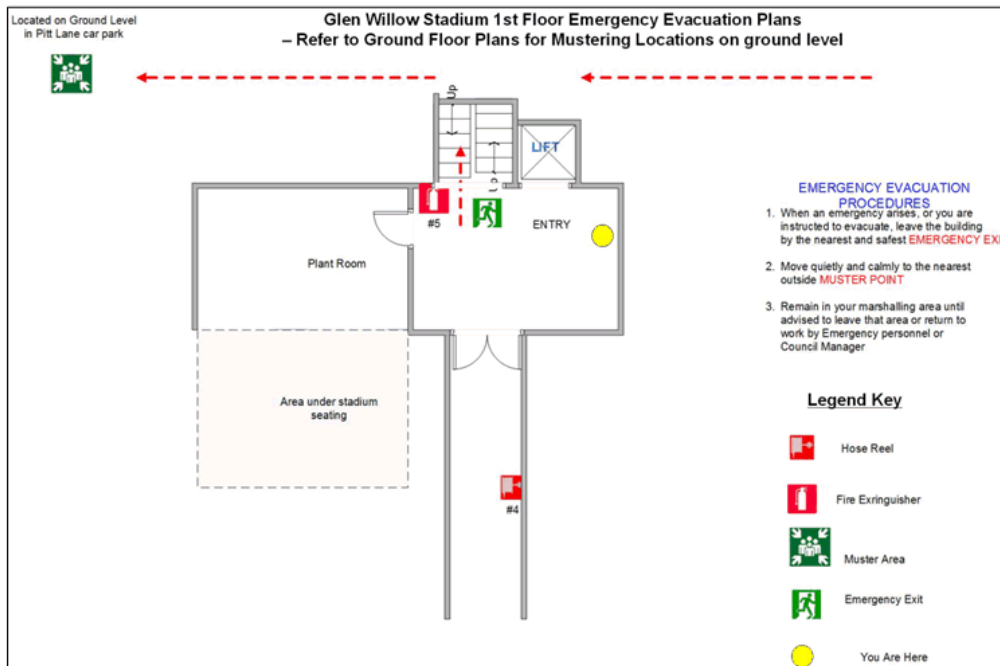 Located on Ground Level
in Pitt Lane car park
Glen Willow Stadium 1st Floor Emergency Evacuation Plans
– Refer to Ground Floor Plans for Mustering Locations on ground level
Up
LIFT
Up
#5
ENTRY
Plant Room
Area under stadium
seating
#4
EMERGENCY EVACUATION
PROCEDURES
1. When an emergency arises, or you are
instructed to evacuate, leave the building
by the nearest and safest EMERGENCY EXI
2. Move quietly and calmly to the nearest
outside MUSTER POINT
3. Remain in your marshalling area until
advised to leave that area or return to
work by Emergency personnel or
Council Manager
Legend Key
Hose Reel
Fire Exringuisher
Muster Area
Emergency Exit
You Are Here